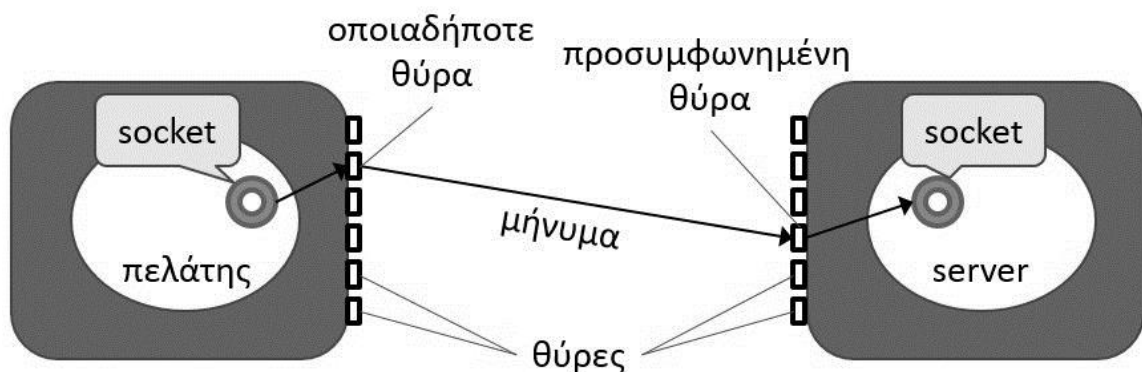 οποιαδήποτε
θύρα
προσυμφωνημένη
θύρα
socket
socket
μήνυμα
πελάτης
server
θύρες